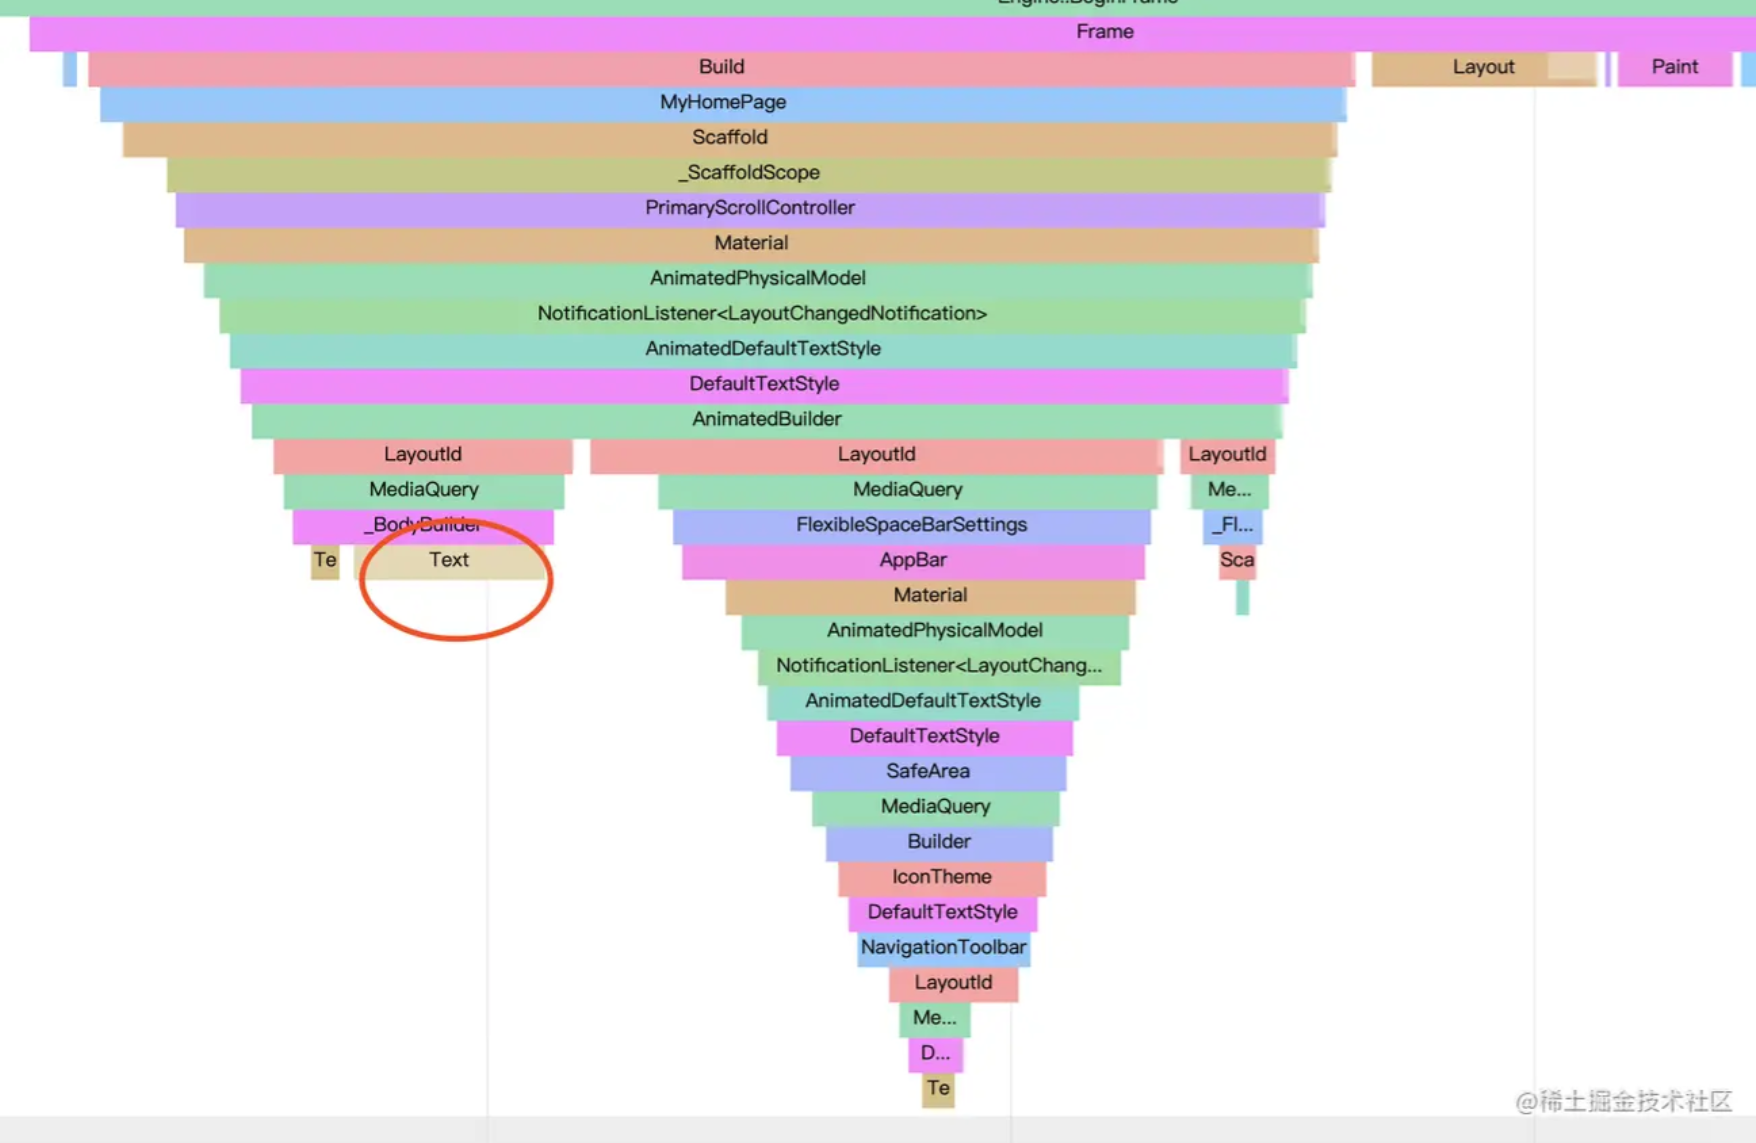 Engine::BeginFrame
Frame
Build Layout Paint
MyHomePage
Scaffold
_ScaffoldScope
PrimaryScrollController
Material
AnimatedPhysicalModel
NotificationListener<LayoutChangedNotification>
AnimatedDefaultTextStyle
DefaultTextStyle
AnimatedBuilder
LayoutId LayoutId LayoutId
MediaQuery MediaQuery Me...
_BodyBuilder FlexibleSpaceBarSettings _Fl...
Te Text AppBar Sca
Material
AnimatedPhysicalModel
NotificationListener<LayoutChang...
AnimatedDefaultTextStyle
DefaultTextStyle
SafeArea
MediaQuery
Builder
IconTheme
DefaultTextStyle
NavigationToolbar
LayoutId
Me...
D...
Te
@稀土掘金技术社区